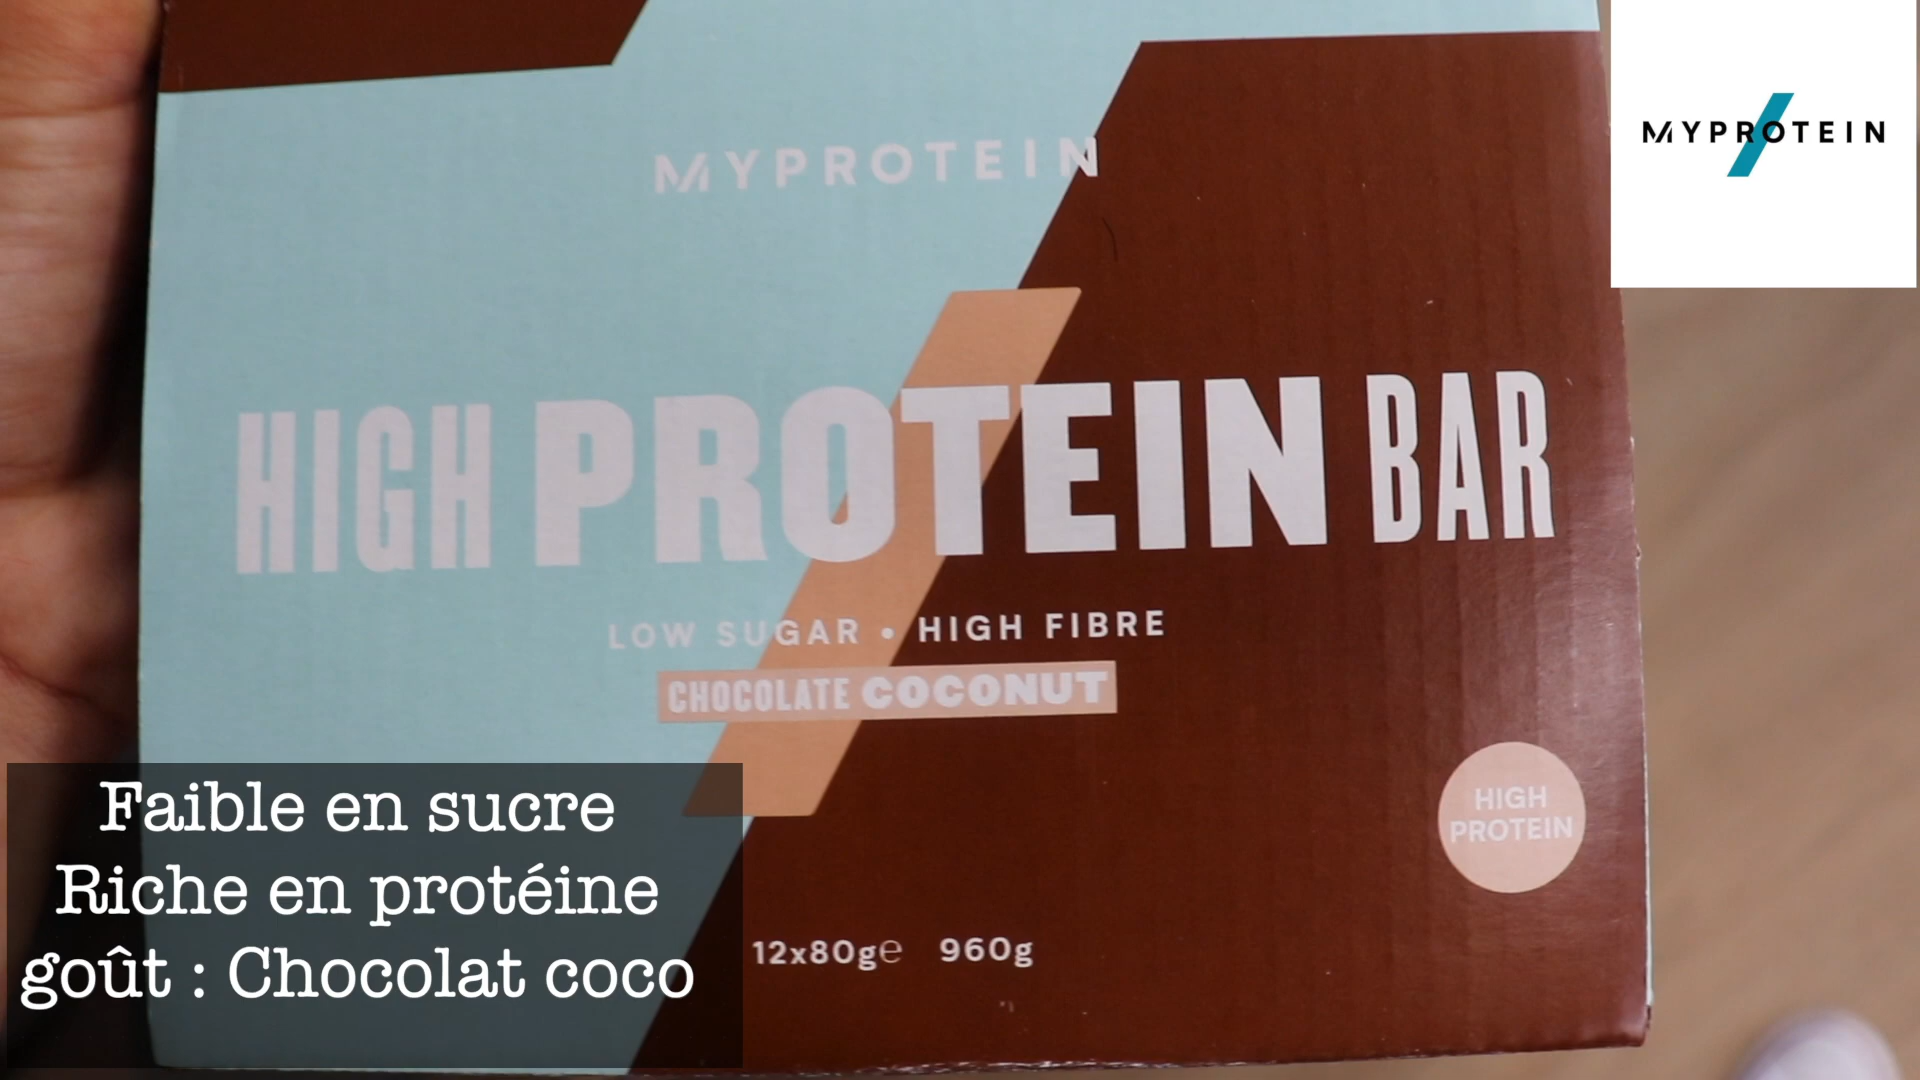 MYPROTEIN
MYPROTEIN
HIGH PROTEIN BAR
LOW SUGAR • HIGH FIBRE
CHOCOLATE COCONUT
HIGH
PROTEIN
12x80g℮ 960g
Faible en sucre
Riche en protéine
goût : Chocolat coco